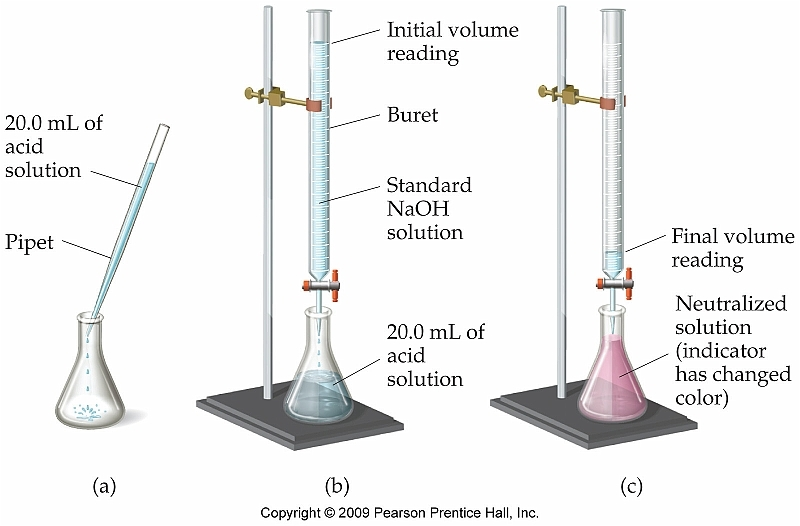 20.0 mL of
acid
solution
Pipet
(a)
Initial volume
reading
Buret
Standard
NaOH
solution
20.0 mL of
acid
solution
(b)
Final volume
reading
Neutralized
solution
(indicator
has changed
color)
(c)
Copyright © 2009 Pearson Prentice Hall, Inc.